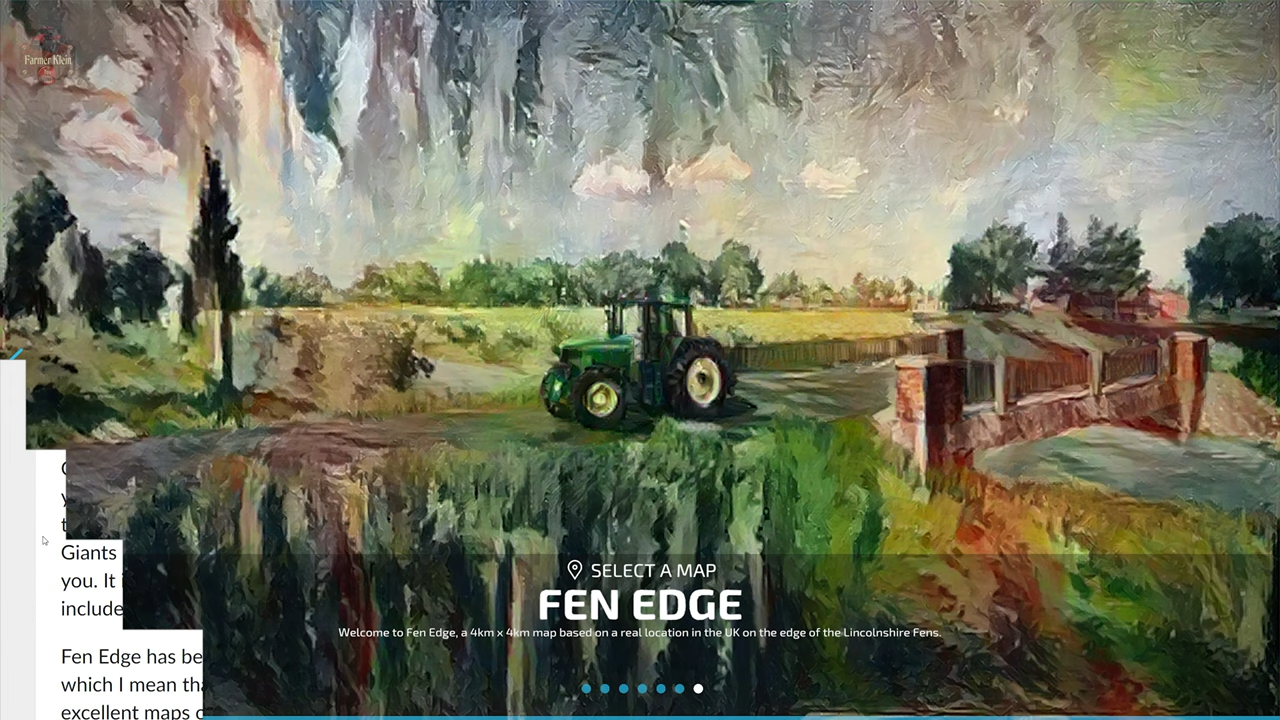 Farmer Klein
Giants
you. It
include
Fen Edge has be
which I mean tha
excellent maps
SELECT A MAP
FEN EDGE
Welcome to Fen Edge, a 4km x 4km map based on a real location in the UK on the edge of the Lincolnshire Fens.